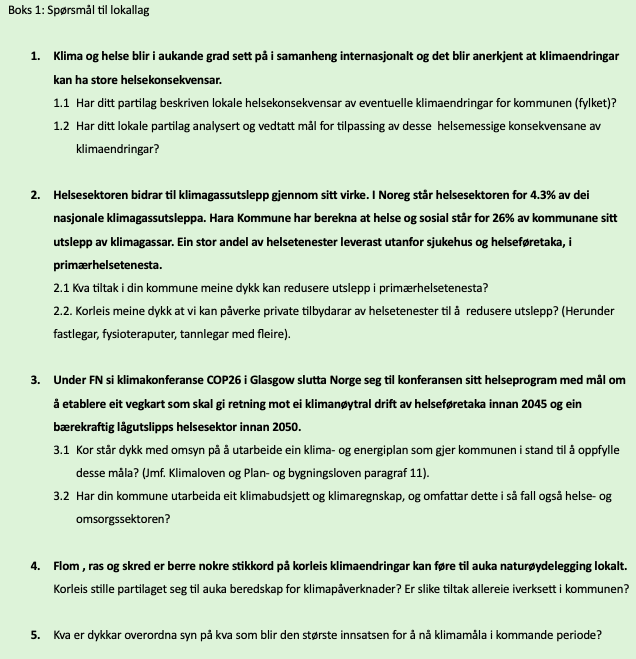 Boks 1: Spørsmål til lokallag
1. Klima og helse blir i aukande grad sett på i samanheng internasjonalt og det blir anerkjent at klimaendringar
kan ha store helsekonsekvensar.
1.1 Har ditt partilag beskriven lokale helsekonsekvensar av eventuelle klimaendringar for kommunen (fylket)?
1.2 Har ditt lokale partilag analysert og vedtatt mål for tilpassing av desse helsemessige konsekvensane av
klimaendringar?
2. Helsesektoren bidrar til klimagassutslepp gjennom sitt virke. I Noreg står helsesektoren for 4.3% av dei
nasjonale klimagassutsleppa. Hara Kommune har berekna at helse og sosial står for 26% av kommunane sitt
utslepp av klimagassar. Ein stor andel av helsetenester leverast utanfor sjukehus og helseføretaka, i
primærhelsetenesta.
2.1 Kva tiltak i din kommune meine dykk kan redusere utslepp i primærhelsetenesta?
2.2. Korleis meine dykk at vi kan påverke private tilbydarar av helsetenester til å redusere utslepp? (Herunder
fastlegar, fysioteraputer, tannlegar med fleire).
3. Under FN si klimakonferanse COP26 i Glasgow slutta Norge seg til konferansen sitt helseprogram med mål om
å etablere eit vegkart som skal gi retning mot ei klimanøytral drift av helseføretaka innan 2045 og ein
bærekraftig lågutslipps helsesektor innan 2050.
3.1 Kor står dykk med omsyn på å utarbeide ein klima- og energiplan som gjer kommunen i stand til å oppfylle
desse måla? (Jmf. Klimaloven og Plan- og bygningsloven paragraf 11).
3.2 Har din kommune utarbeida eit klimabudsjett og klimaregnskap, og omfattar dette i så fall også helse- og
omsorgssektoren?
4. Flom , ras og skred er berre nokre stikkord på korleis klimaendringar kan føre til auka naturøydelegging lokalt.
Korleis stille partilaget seg til auka beredskap for klimapåverknader? Er slike tiltak allereie iverksett i kommunen?
5. Kva er dykkar overordna syn på kva som blir den største innsatsen for å nå klimamåla i kommande periode?